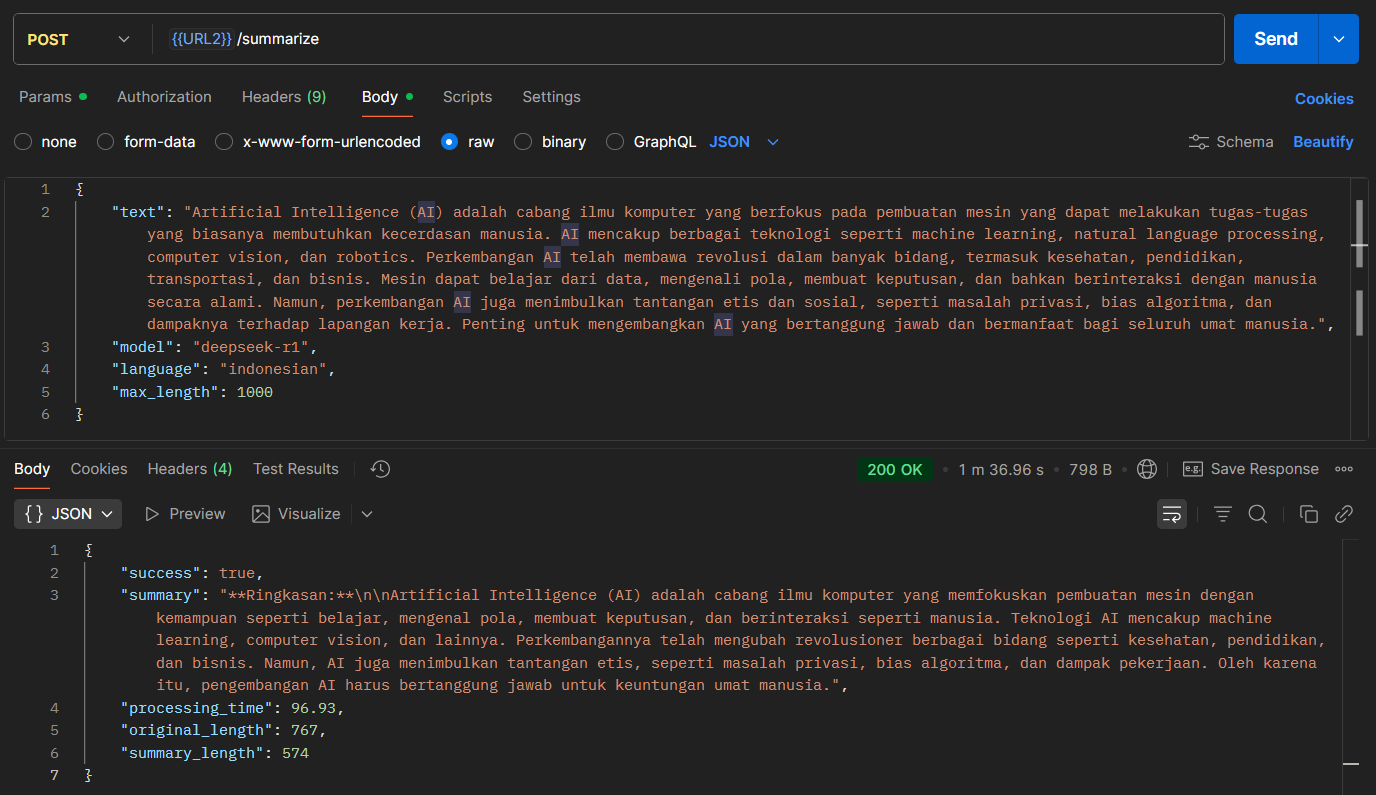 POST {{URL2}} /summarize Send
Params Authorization Headers (9) Body Scripts Settings Cookies
none form-data x-www-form-urlencoded raw binary GraphQL JSON Schema Beautify
1 {
2 "text": "Artificial Intelligence (AI) adalah cabang ilmu komputer yang berfokus pada pembuatan mesin yang dapat melakukan tugas-tugas
yang biasanya membutuhkan kecerdasan manusia. AI mencakup berbagai teknologi seperti machine learning, natural language processing,
computer vision, dan robotics. Perkembangan AI telah membawa revolusi dalam banyak bidang, termasuk kesehatan, pendidikan,
transportasi, dan bisnis. Mesin dapat belajar dari data, mengenali pola, membuat keputusan, dan bahkan berinteraksi dengan manusia
secara alami. Namun, perkembangan AI juga menimbulkan tantangan etis dan sosial, seperti masalah privasi, bias algoritma, dan
dampaknya terhadap lapangan kerja. Penting untuk mengembangkan AI yang bertanggung jawab dan bermanfaat bagi seluruh umat manusia.",
3 "model": "deepseek-r1",
4 "language": "indonesian",
5 "max_length": 1000
6 }
Body Cookies Headers (4) Test Results 200 OK 1 m 36.96 s 798 B e.g. Save Response
{} JSON Preview Visualize
1 {
2 "success": true,
3 "summary": "**Ringkasan:**\n\nArtificial Intelligence (AI) adalah cabang ilmu komputer yang memfokuskan pembuatan mesin dengan
kemampuan seperti belajar, mengenal pola, membuat keputusan, dan berinteraksi seperti manusia. Teknologi AI mencakup machine
learning, computer vision, dan lainnya. Perkembangannya telah mengubah revolusioner berbagai bidang seperti kesehatan, pendidikan,
dan bisnis. Namun, AI juga menimbulkan tantangan etis, seperti masalah privasi, bias algoritma, dan dampak pekerjaan. Oleh karena
itu, pengembangan AI harus bertanggung jawab untuk keuntungan umat manusia.",
4 "processing_time": 96.93,
5 "original_length": 767,
6 "summary_length": 574
7 }